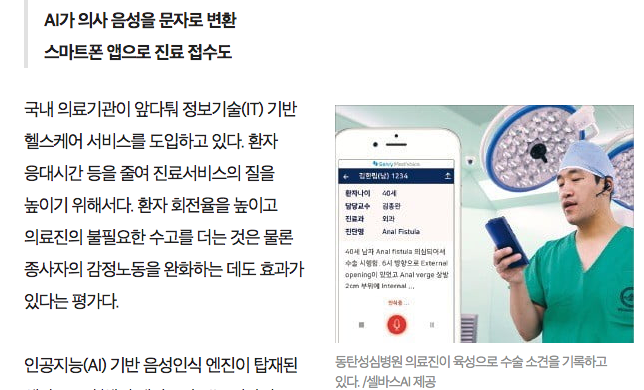 AI가 의사 음성을 문자로 변환
스마트폰 앱으로 진료 접수도
국내 의료기관이 앞다퉈 정보기술(IT) 기반
헬스케어 서비스를 도입하고 있다. 환자
응대시간 등을 줄여 진료서비스의 질을
높이기 위해서다. 환자 회전율을 높이고
의료진의 불필요한 수고를 더는 것은 물론
종사자의 감정노동을 완화하는 데도 효과가
있다는 평가다.
인공지능(AI) 기반 음성인식 엔진이 탑재된
Selvy MedVoice
김한림(남) 1234
환자나이 40세
담당교수 김종완
진료과 외과
진단명 Anal Fistula
40세 남자 Anal fistula 의심되어서
수술 시행함. 6시 방향으로 External
opening이 있었고 Anal verge 상방
2cm 부위에 Internal ...
동탄성심병원 의료진이 육성으로 수술 소견을 기록하고
있다. /셀바스AI 제공